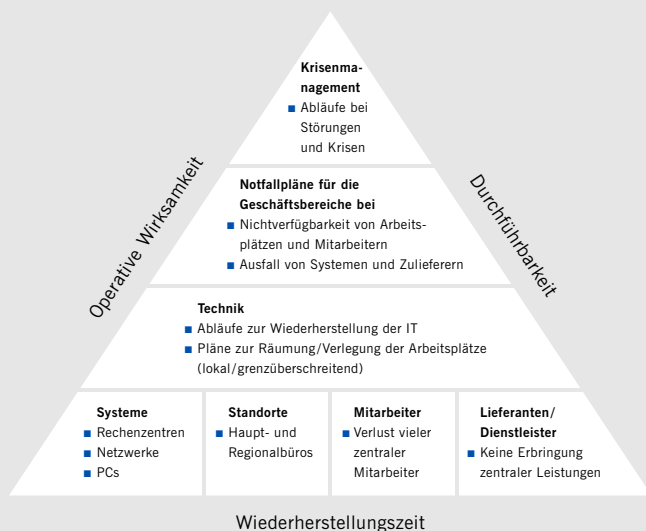 Krisenma-
nagement
■ Abläufe bei
Störungen
und Krisen
Operative Wirksamkeit
Durchführbarkeit
Notfallpläne für die
Geschäftsbereiche bei
■ Nichtverfügbarkeit von Arbeits-
plätzen und Mitarbeitern
■ Ausfall von Systemen und Zulieferern
Technik
■ Abläufe zur Wiederherstellung der IT
■ Pläne zur Räumung/Verlegung der Arbeitsplätze
(lokal/grenzüberschreitend)
Systeme
■ Rechenzentren
■ Netzwerke
■ PCs
Standorte
■ Haupt- und
Regionalbüros
Mitarbeiter
■ Verlust vieler
zentraler
Mitarbeiter
Lieferanten/
Dienstleister
■ Keine Erbringung
zentraler Leistungen
Wiederherstellungszeit